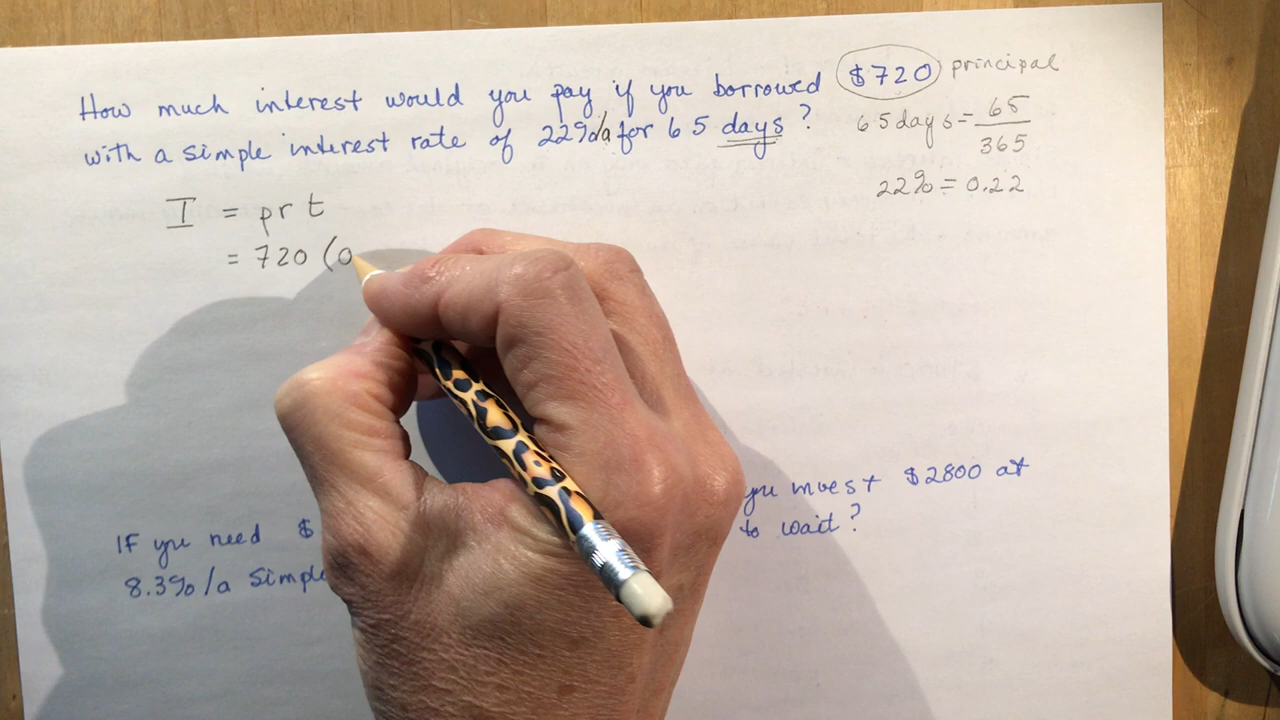 How much interest would you pay if you borrowed $720 principal
with a simple interest rate of 22%/a for 65 days?
65 days = 65/365
22% = 0.22
I = prt
= 720 (0
If you need $ you invest $2800 at
8.3%/a simple to wait?